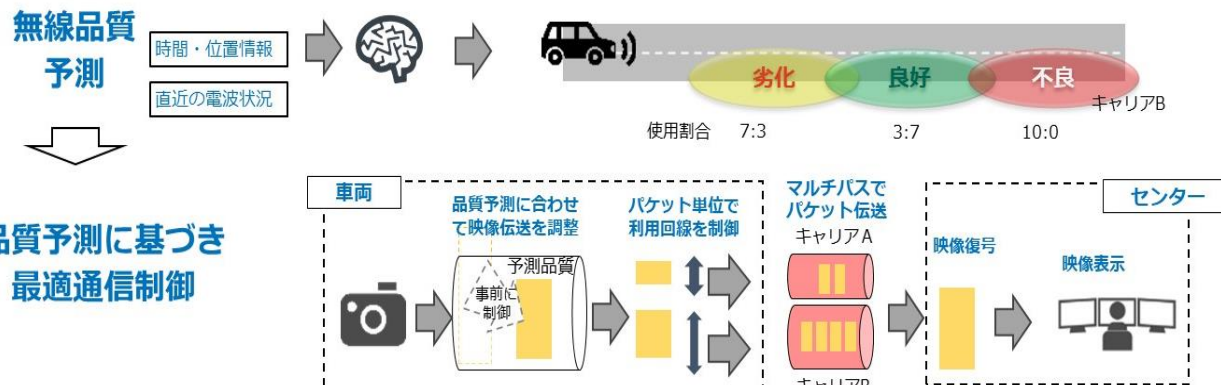 無線品質
予測
時間・位置情報
直近の電波状況
劣化
良好
不良
キャリアB
使用割合 7:3 3:7 10:0
品質予測に基づき
最適通信制御
車両
品質予測に合わせ
て映像伝送を調整
予測品質
事前に
制御
パケット単位で
利用回線を制御
マルチパスで
パケット伝送
キャリアA
キャリアB
センター
映像復号
映像表示